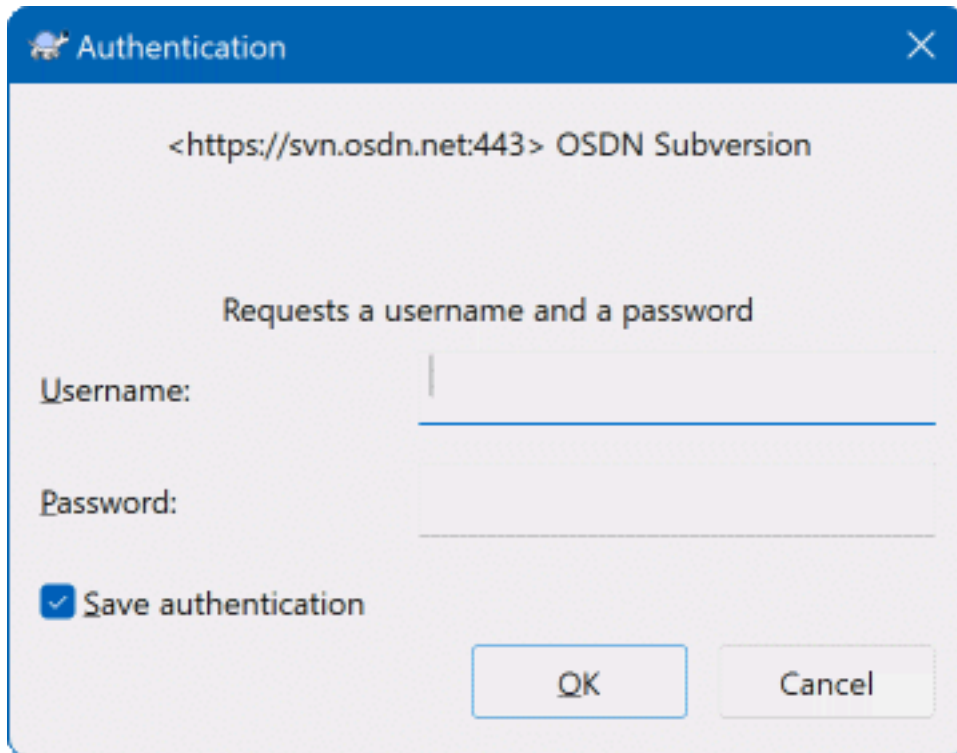 Authentication
<https://svn.osdn.net:443> OSDN Subversion
Requests a username and a password
Username:
Password:
Save authentication
OK Cancel